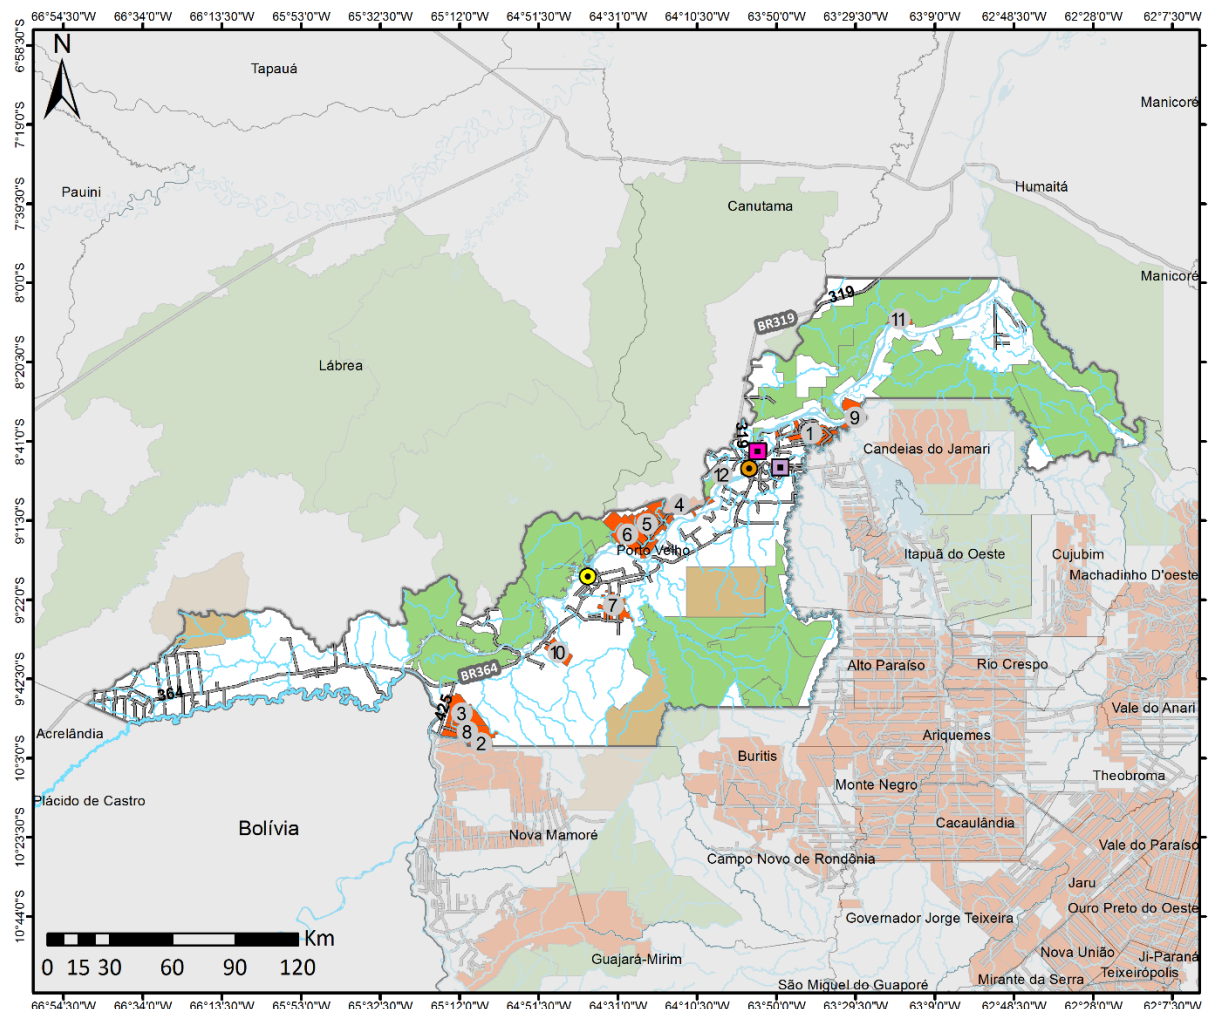 66°54'30"W 66°34'0"W 66°13'30"W 65°53'0"W 65°32'30"W 65°12'0"W 64°51'30"W 64°31'0"W 64°10'30"W 63°50'0"W 63°29'30"W 63°9'0"W 62°48'30"W 62°28'0"W 62°7'30"W
6°58'30"S
N
Tapauá
Manicoré
7°19'0"S
Pauini
Humaitá
7°39'30"S
Canutama
Manicoré
8°0'0"S
319
11
BR319
8°20'30"S
Lábrea
9
319
1
8°41'0"S
Candeias do Jamari
12
4
9°1'30"S
5
6
Porto Velho
Itapuã do Oeste
Cujubim
Machadinho D'oeste
9°22'0"S
7
10
Alto Paraíso
Rio Crespo
BR364
9°42'30"S
364
425
3
Vale do Anari
Acrelândia
8
2
Ariquemes
10°3'0"S
Buritis
Theobroma
Monte Negro
Plácido de Castro
Bolívia
Cacaulândia
10°23'30"S
Nova Mamoré
Vale do Paraíso
Campo Novo de Rondônia
Jaru
10°44'0"S
Ouro Preto do Oeste
Governador Jorge Teixeira
Km
Nova União
Guajará-Mirim
Ji-Paraná
0 15 30 60 90 120
Teixeirópolis
Mirante da Serra
São Miguel do Guaporé
66°54'30"W 66°34'0"W 66°13'30"W 65°53'0"W 65°32'30"W 65°12'0"W 64°51'30"W 64°31'0"W 64°10'30"W 63°50'0"W 63°29'30"W 63°9'0"W 62°48'30"W 62°28'0"W 62°7'30"W